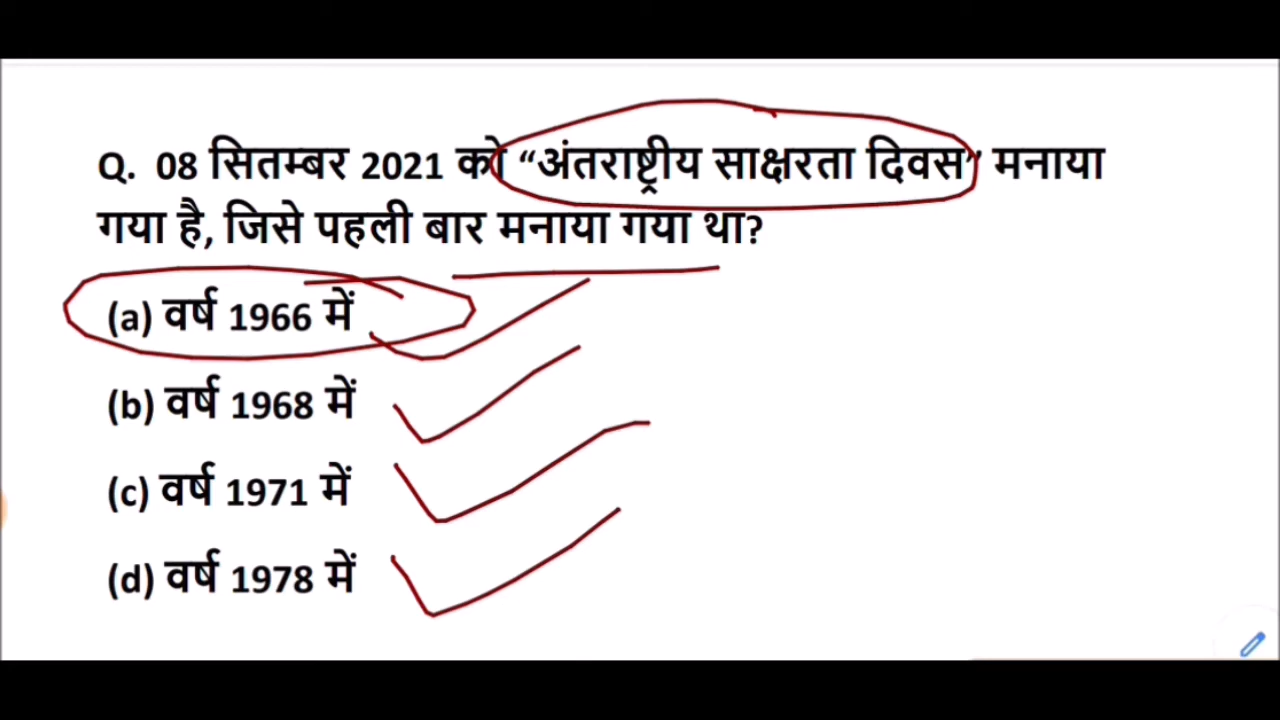 Q. 08 सितम्बर 2021 को “अंतराष्ट्रीय साक्षरता दिवस” मनाया
गया है, जिसे पहली बार मनाया गया था?
(a) वर्ष 1966 में
(b) वर्ष 1968 में
(c) वर्ष 1971 में
(d) वर्ष 1978 में